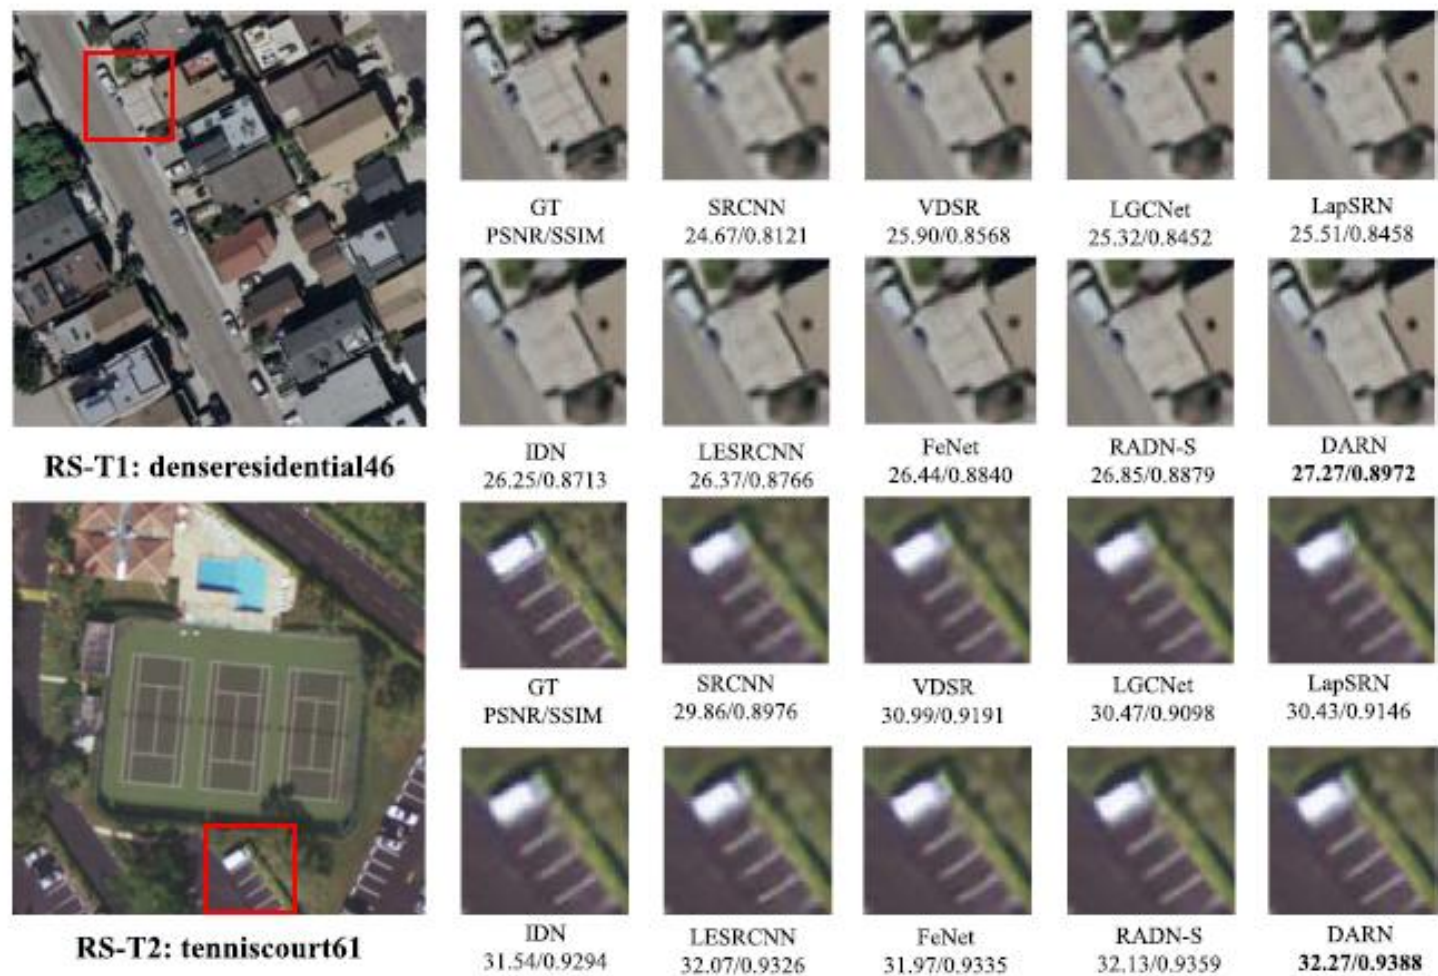 GT
PSNR/SSIM
SRCNN
24.67/0.8121
VDSR
25.90/0.8568
LGCNet
25.32/0.8452
LapSRN
25.51/0.8458
IDN
26.25/0.8713
LESRCNN
26.37/0.8766
FeNet
26.44/0.8840
RADN-S
26.85/0.8879
DARN
27.27/0.8972
RS-T1: denseresidential46
GT
PSNR/SSIM
SRCNN
29.86/0.8976
VDSR
30.99/0.9191
LGCNet
30.47/0.9098
LapSRN
30.43/0.9146
IDN
31.54/0.9294
LESRCNN
32.07/0.9326
FeNet
31.97/0.9335
RADN-S
32.13/0.9359
DARN
32.27/0.9388
RS-T2: tenniscourt61